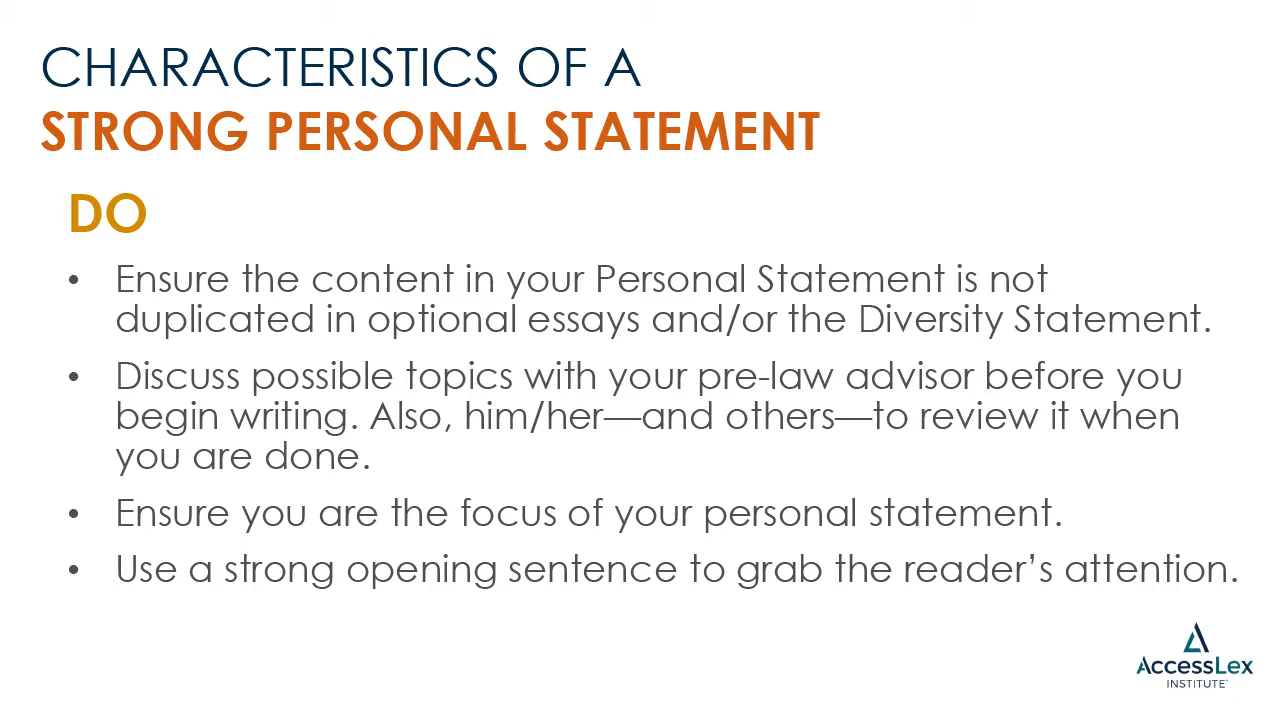 CHARACTERISTICS OF A
STRONG PERSONAL STATEMENT
DO
• Ensure the content in your Personal Statement is not
duplicated in optional essays and/or the Diversity Statement.
• Discuss possible topics with your pre-law advisor before you
begin writing. Also, him/her—and others—to review it when
you are done.
• Ensure you are the focus of your personal statement.
• Use a strong opening sentence to grab the reader’s attention.
AccessLex
INSTITUTE